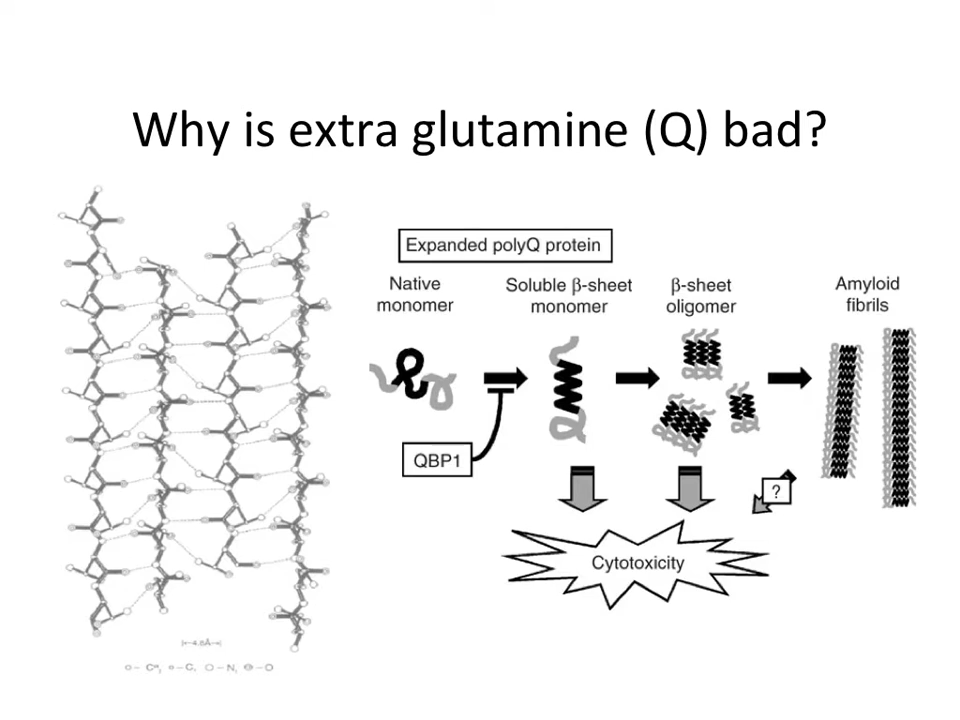 Why is extra glutamine (Q) bad?
Expanded polyQ protein
Native
monomer
Soluble β-sheet
monomer
β-sheet
oligomer
Amyloid
fibrils
QBP1
?
Cytotoxicity
4.8Å